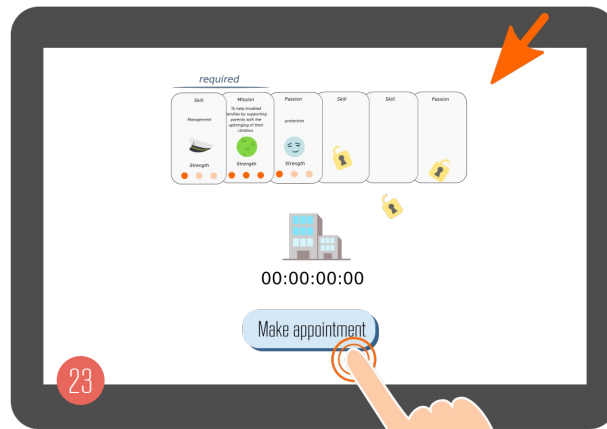 required
Skill
Management
Strength
Mission
To help troubled
families by supporting
parents with the
upbringing of their
children.
Strength
Passion
protection
Strength
Skill
Skill
Passion
00:00:00:00
Make appointment
23